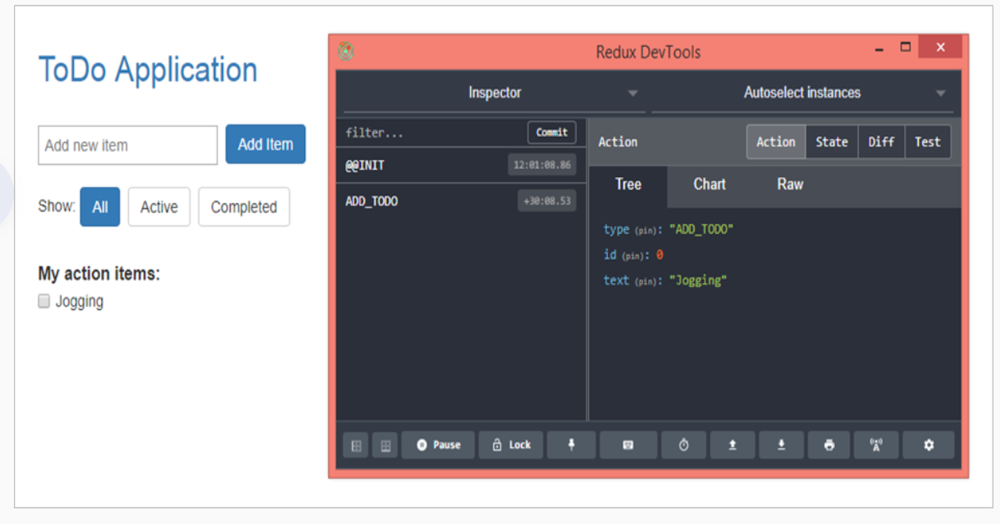 ToDo Application
Add new item
Add Item
Show: All Active Completed
My action items:
Jogging
Redux DevTools
Inspector
Autoselect instances
filter...
Commit
@@INIT 12:01:08.86
ADD_TODO +30:08.53
Action
Action State Diff Test
Tree Chart Raw
type (pin): "ADD_TODO"
id (pin): 0
text (pin): "Jogging"
Pause
Lock